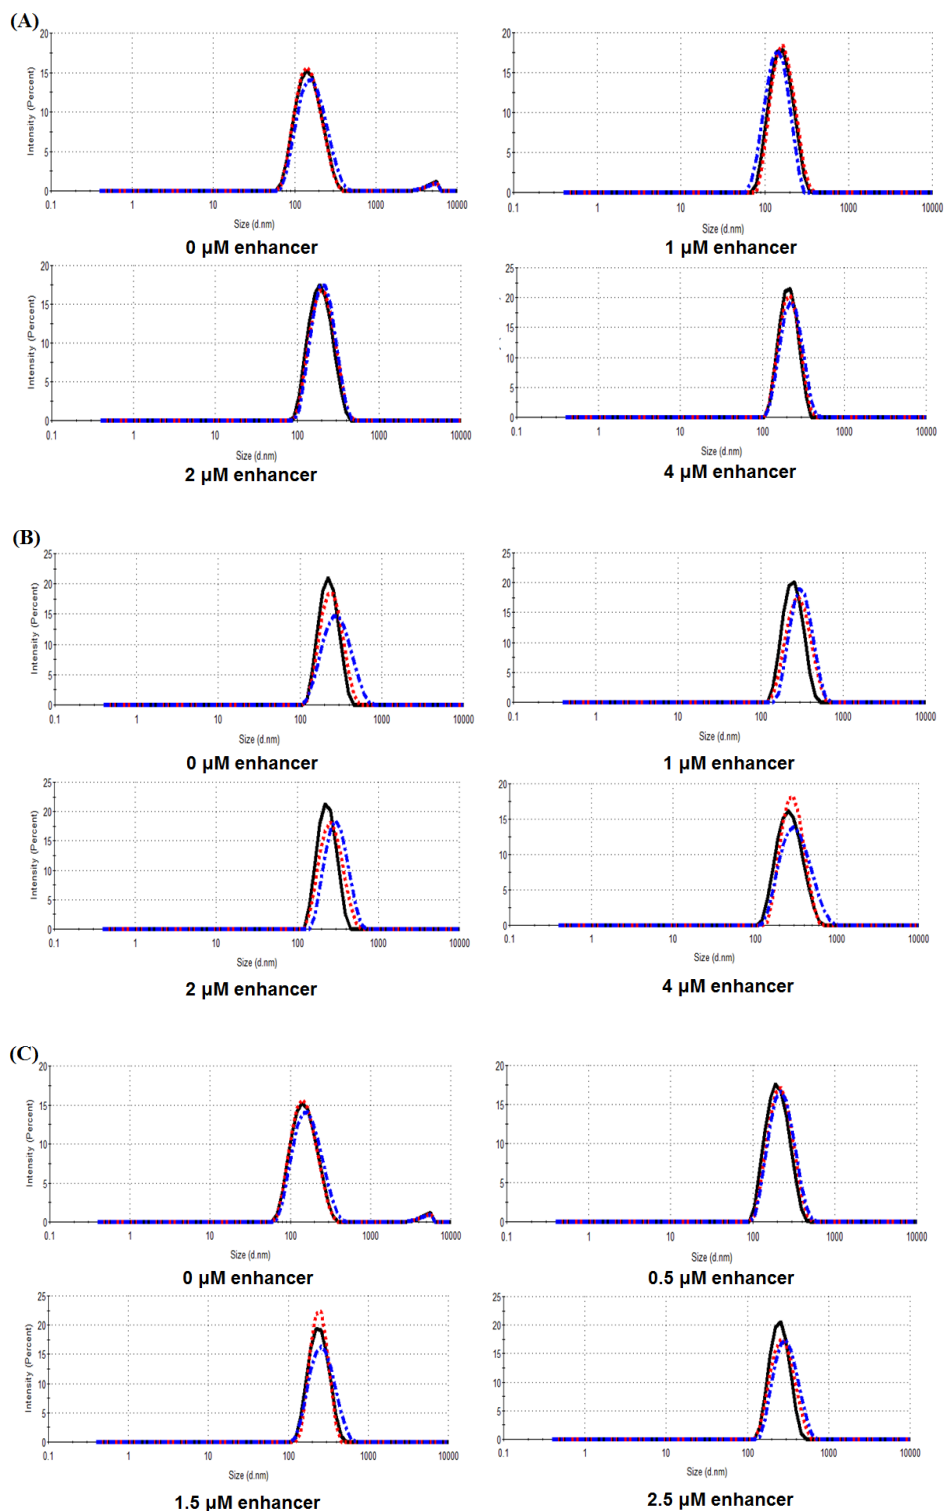 (A)
20
15
10
5
0
Intensity (Percent)
0.1 1 10 100 1000 10000
Size (d.nm)
0 µM enhancer
20
15
10
5
0
0.1 1 10 100 1000 10000
Size (d.nm)
1 µM enhancer
20
15
10
5
0
Intensity (Percent)
0.1 1 10 100 1000 10000
Size (d.nm)
2 µM enhancer
25
20
15
10
5
0
0.1 1 10 100 1000 10000
Size (d.nm)
4 µM enhancer
(B)
25
20
15
10
5
0
Intensity (Percent)
0.1 1 10 100 1000 10000
Size (d.nm)
0 µM enhancer
25
20
15
10
5
0
0.1 1 10 100 1000 10000
Size (d.nm)
1 µM enhancer
25
20
15
10
5
0
Intensity (Percent)
0.1 1 10 100 1000 10000
Size (d.nm)
2 µM enhancer
20
15
10
5
0
0.1 1 10 100 1000 10000
Size (d.nm)
4 µM enhancer
(C)
20
15
10
5
0
Intensity (Percent)
0.1 1 10 100 1000 10000
Size (d.nm)
0 µM enhancer
20
15
10
5
0
0.1 1 10 100 1000 10000
Size (d.nm)
0.5 µM enhancer
25
20
15
10
5
0
Intensity (Percent)
0.1 1 10 100 1000 10000
Size (d.nm)
1.5 µM enhancer
25
20
15
10
5
0
0.1 1 10 100 1000 10000
Size (d.nm)
2.5 µM enhancer